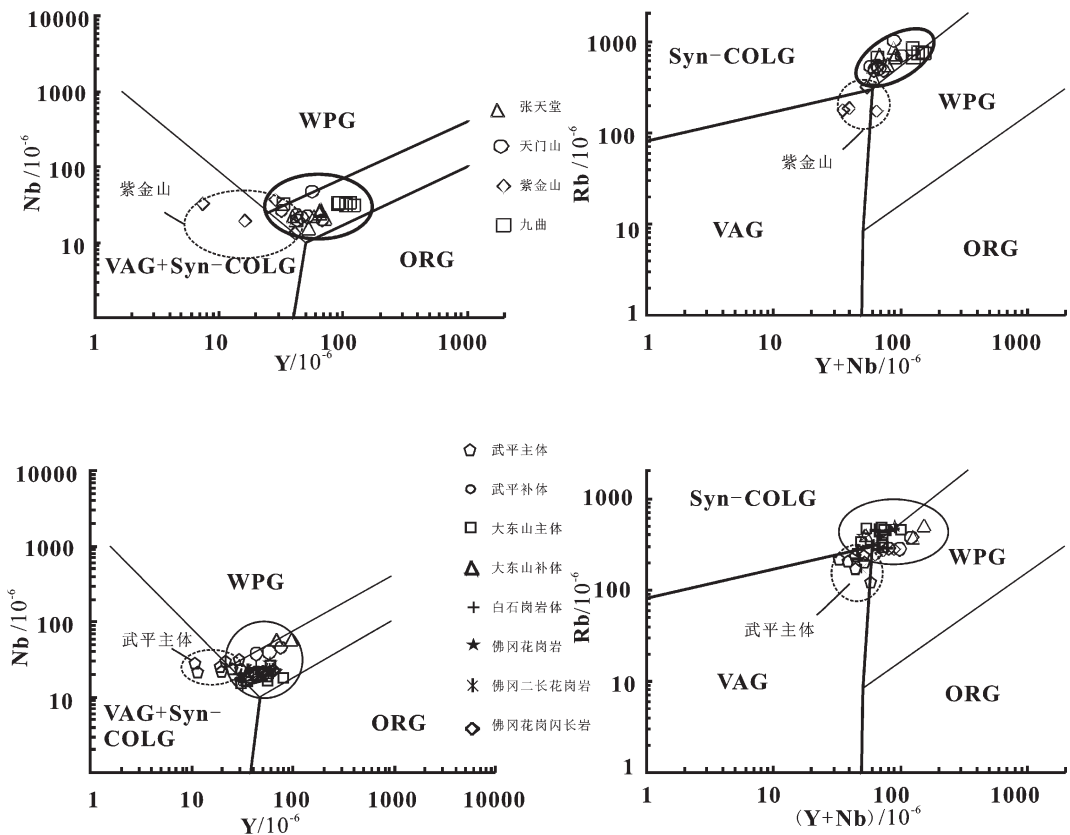 10000
1000
100
10
1
Nb/10⁻⁶
WPG
紫金山
VAG+Syn-COLG
ORG
1
10
100
1000
Y/10⁻⁶
张天堂
天门山
紫金山
九曲
1000
100
10
1
Rb/10⁻⁶
Syn-COLG
WPG
紫金山
VAG
ORG
1
10
100
1000
Y+Nb/10⁻⁶
10000
1000
100
10
1
Nb/10⁻⁶
WPG
武平主体
VAG+Syn-
COLG
ORG
1
10
100
1000
10000
Y/10⁻⁶
武平主体
武平补体
大东山主体
大东山补体
白石岗岩体
佛冈花岗岩
佛冈二长花岗岩
佛冈花岗闪长岩
1000
100
10
1
Rb/10⁻⁶
Syn-COLG
WPG
武平主体
VAG
ORG
1
10
100
1000
(Y+Nb)/10⁻⁶